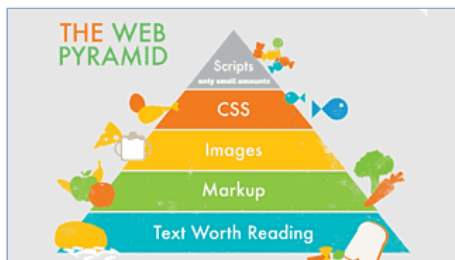 THE WEB
PYRAMID
Scripts
only small amounts
CSS
Images
Markup
Text Worth Reading